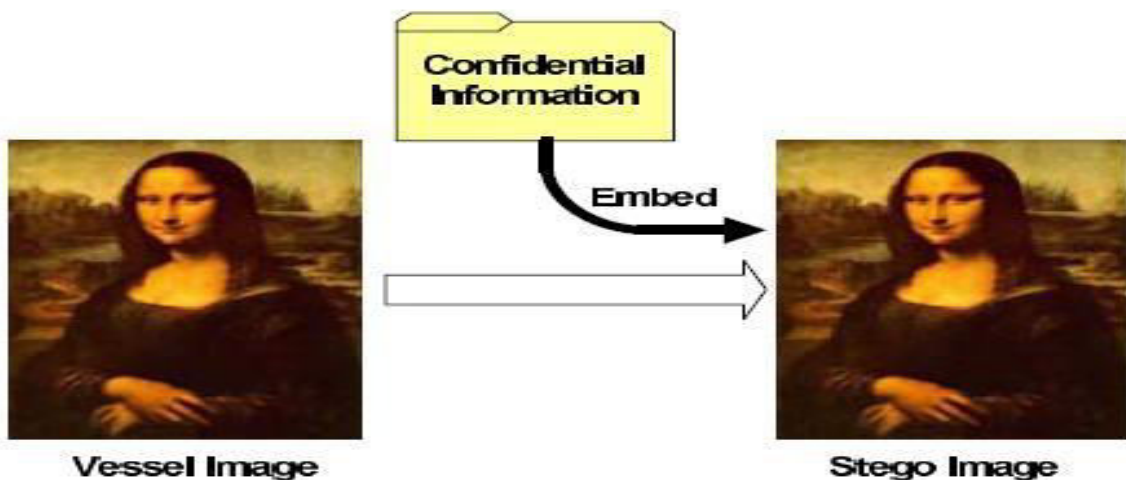 Confidential
Information
Embed
Vessel Image
Stego Image